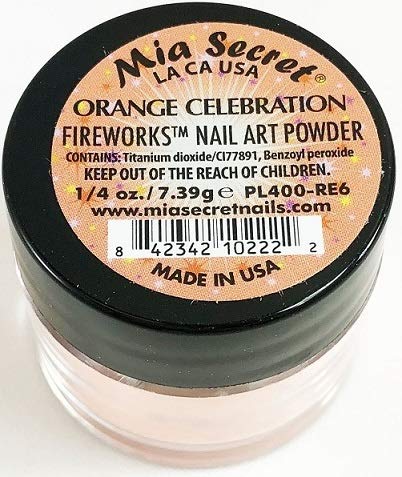 Mia Secret®
LA CA USA
ORANGE CELEBRATION
FIREWORKS™ NAIL ART POWDER
CONTAINS: Titanium dioxide/CI77891, Benzoyl peroxide
KEEP OUT OF THE REACH OF CHILDREN.
1/4 oz./7.39g ℮ PL400-RE6
www.miasecretnails.com
8 42342 10222 2
MADE IN USA